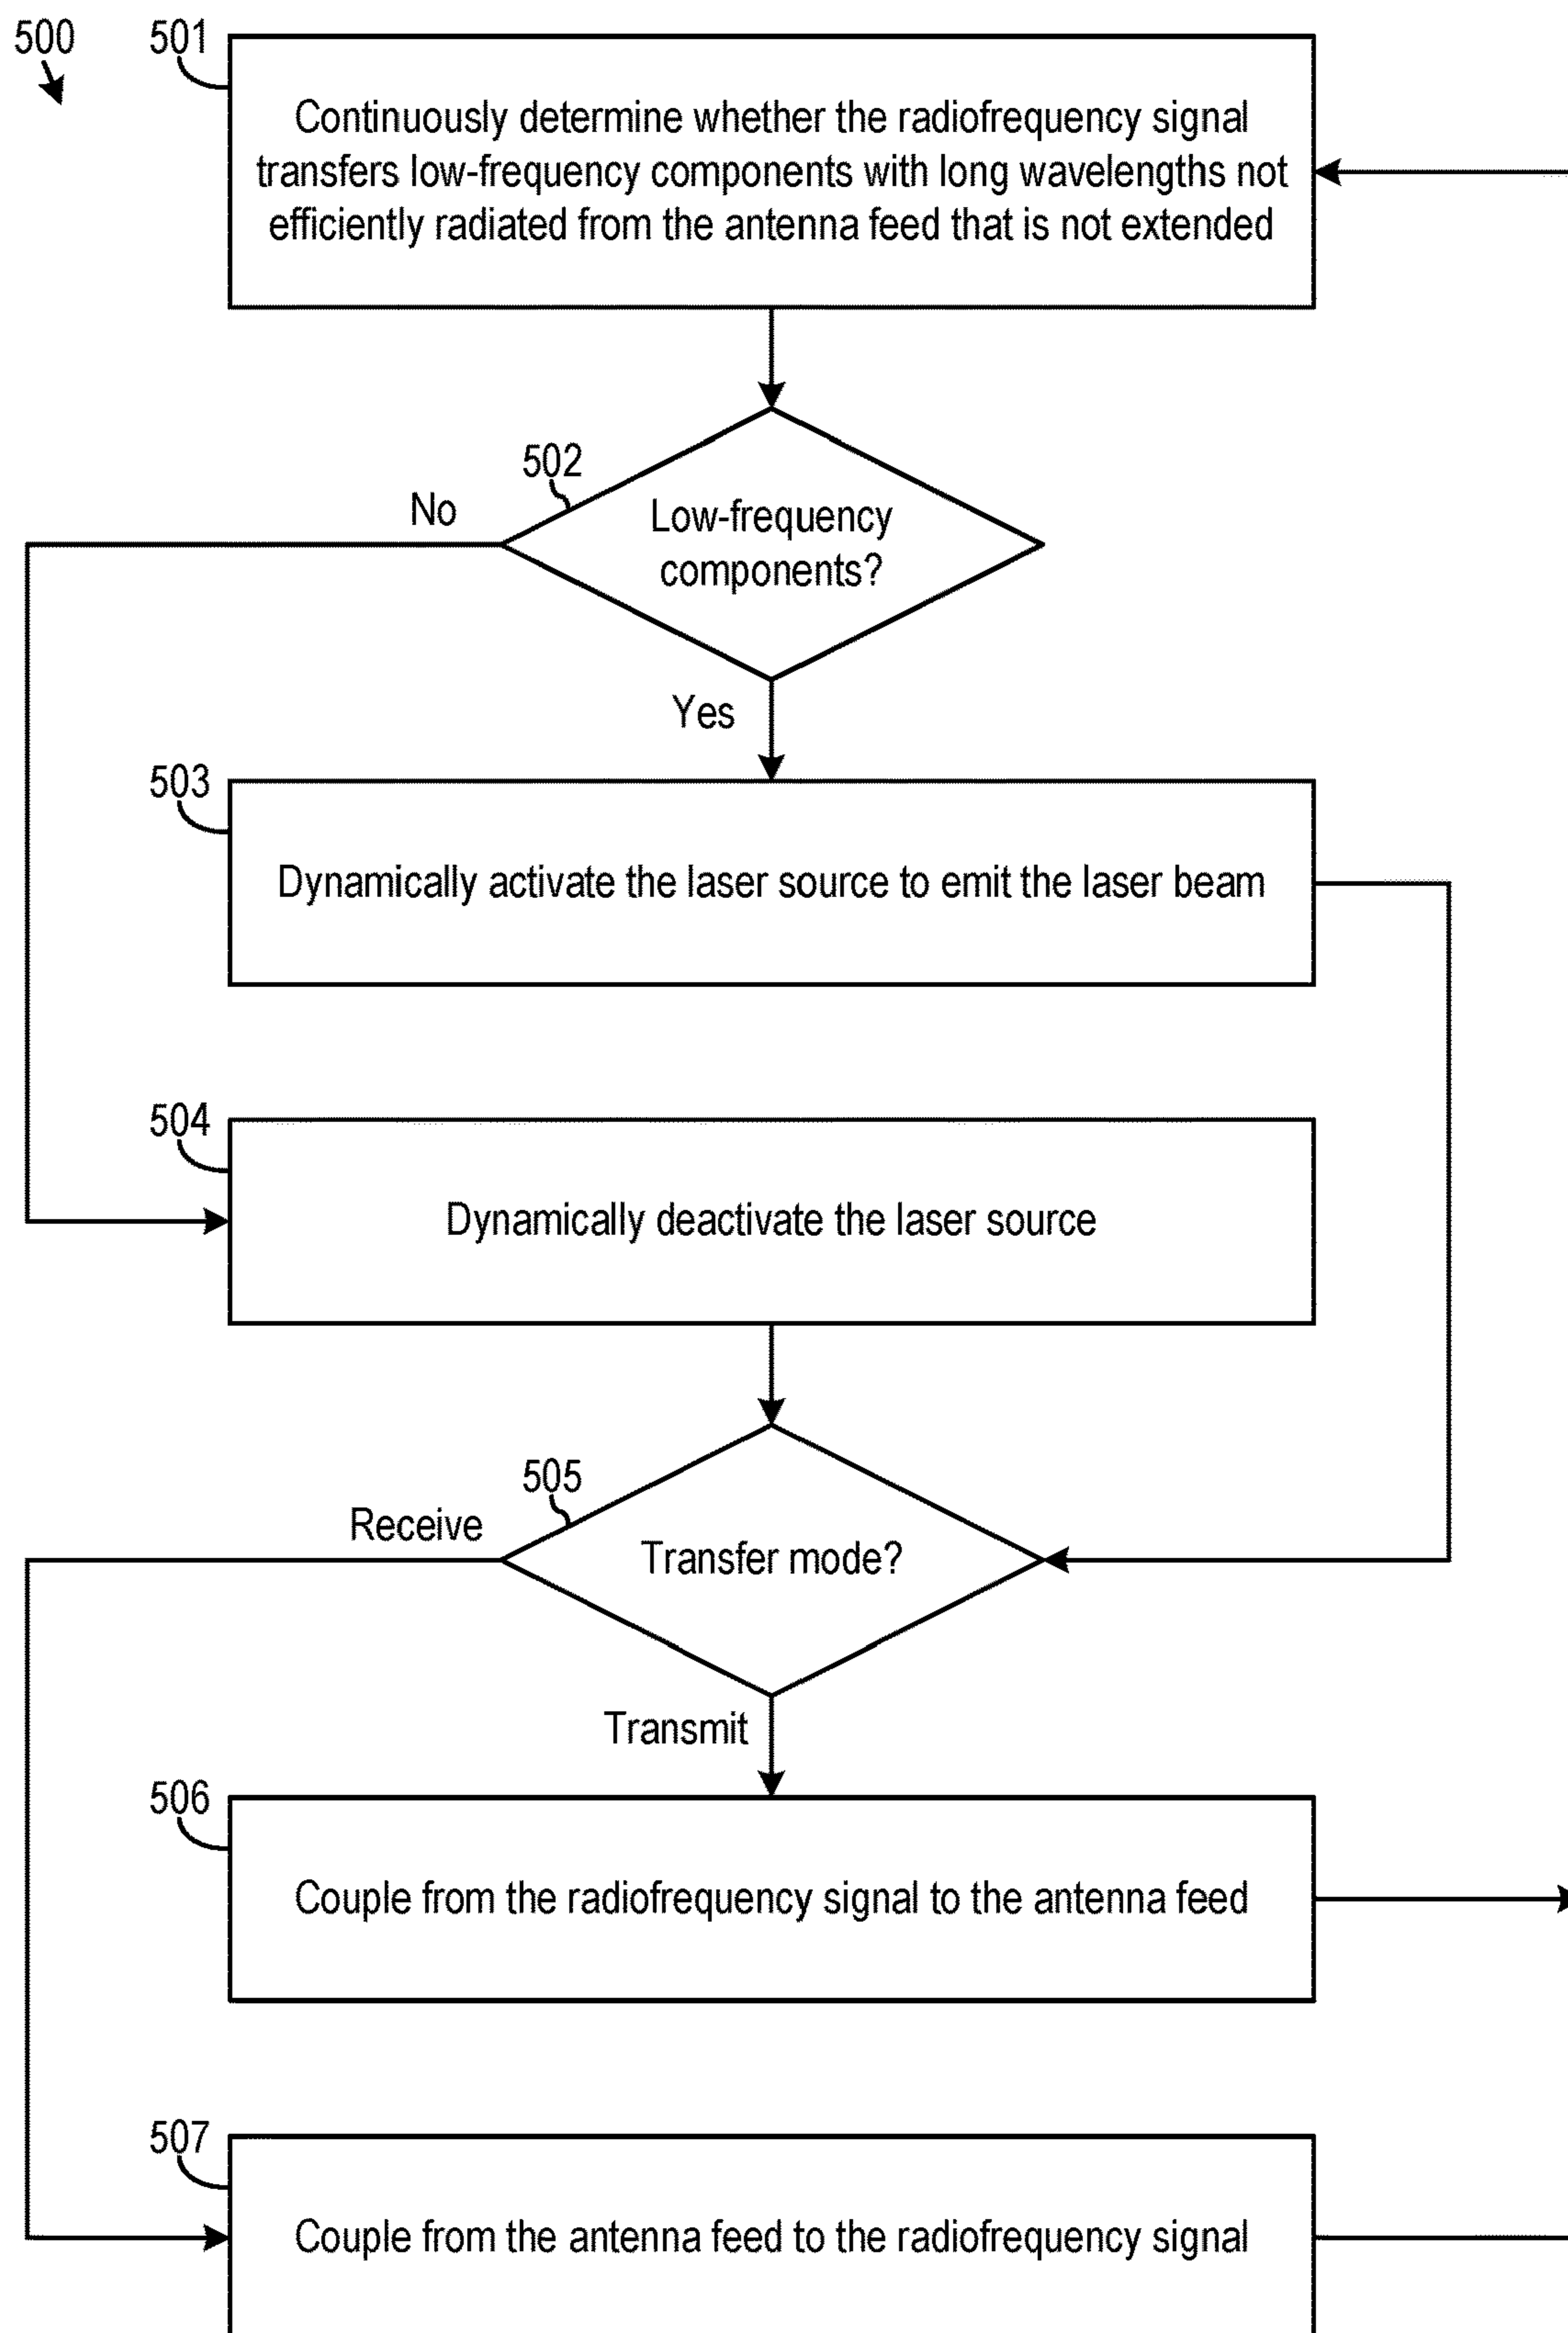 500
501
Continuously determine whether the radiofrequency signal
transfers low-frequency components with long wavelengths not
efficiently radiated from the antenna feed that is not extended
502
No
Low-frequency
components?
Yes
503
Dynamically activate the laser source to emit the laser beam
504
Dynamically deactivate the laser source
505
Receive
Transfer mode?
Transmit
506
Couple from the radiofrequency signal to the antenna feed
507
Couple from the antenna feed to the radiofrequency signal